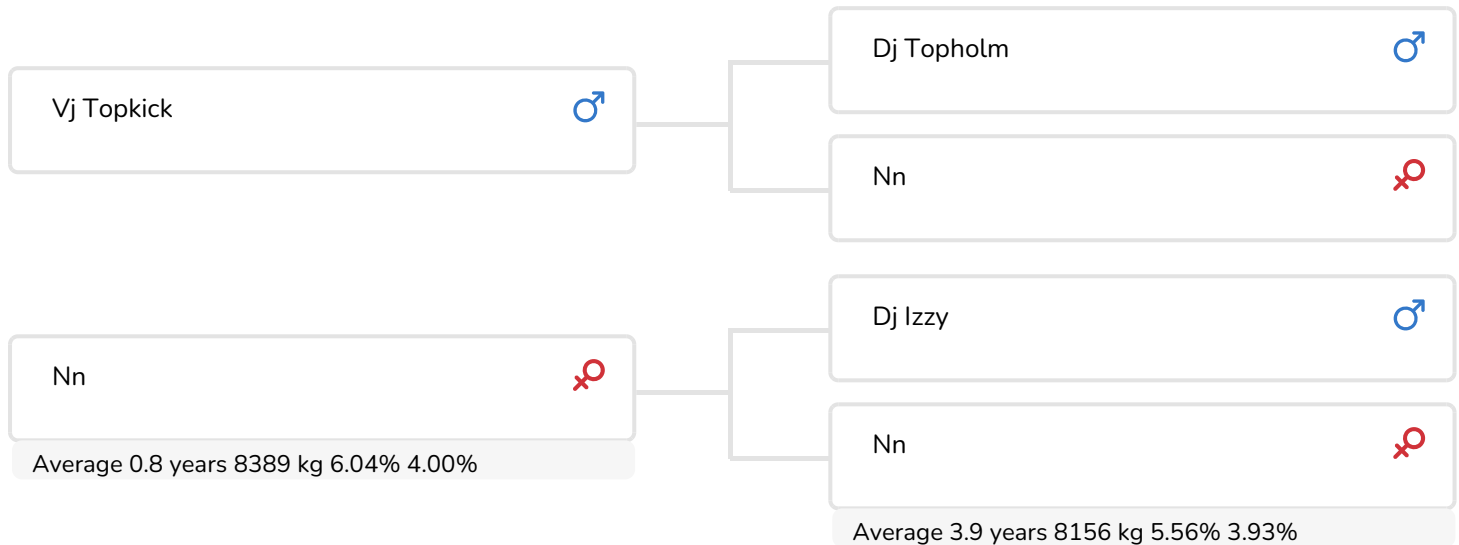 Vj Topkick
Nn
Average 0.8 years 8389 kg 6.04% 4.00%
Dj Topholm
Nn
Dj Izzy
Nn
Average 3.9 years 8156 kg 5.56% 3.93%